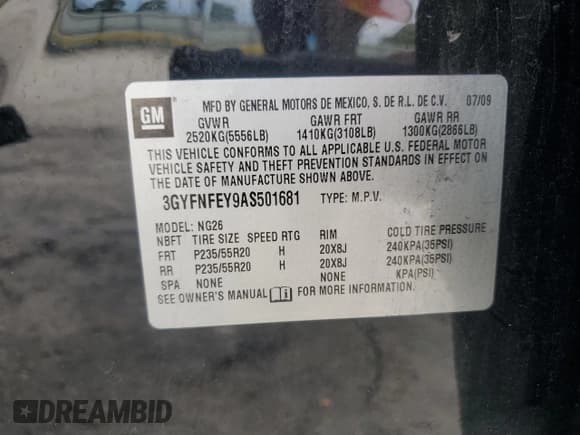 GM
MFD BY GENERAL MOTORS DE MEXICO, S. DE R.L. DE C.V. 07/09
GVWR GAWR FRT GAWR RR
2520KG(5556LB) 1410KG(3108LB) 1300KG(2866LB)
THIS VEHICLE CONFORMS TO ALL APPLICABLE U.S. FEDERAL MOTOR
VEHICLE SAFETY AND THEFT PREVENTION STANDARDS IN EFFECT ON
THE DATE OF MANUFACTURE SHOWN ABOVE.
3GYFNFEY9AS501681 TYPE: M.P.V.
MODEL: NG26
NBFT TIRE SIZE SPEED RTG RIM COLD TIRE PRESSURE
FRT P235/55R20 H 20X8J 240KPA(35PSI)
RR P235/55R20 H 20X8J 240KPA(35PSI)
SPA NONE NONE KPA(PSI)
SEE OWNER'S MANUAL FOR MORE INFORMATION.
DREAMBID